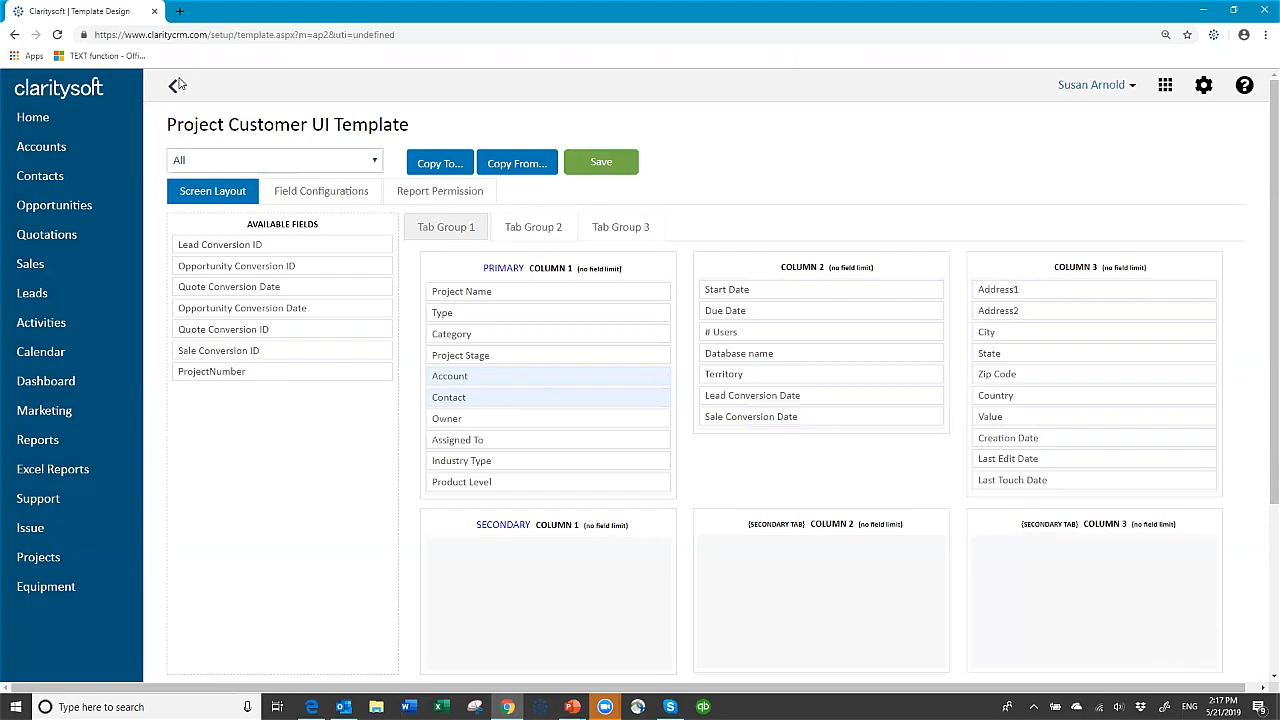 Claritysoft | Template Design
https://www.claritycrm.com/setup/template.aspx?m=ap2&uti=undefined
Apps
TEXT function - Offi...
claritysoft
Home
Accounts
Contacts
Opportunities
Quotations
Sales
Leads
Activities
Calendar
Dashboard
Marketing
Reports
Excel Reports
Support
Issue
Projects
Equipment
Susan Arnold
Project Customer UI Template
All
Copy To...
Copy From...
Save
Screen Layout
Field Configurations
Report Permission
AVAILABLE FIELDS
Lead Conversion ID
Opportunity Conversion ID
Quote Conversion Date
Opportunity Conversion Date
Quote Conversion ID
Sale Conversion ID
ProjectNumber
Tab Group 1
Tab Group 2
Tab Group 3
PRIMARY COLUMN 1 (no field limit)
Project Name
Type
Category
Project Stage
Account
Contact
Owner
Assigned To
Industry Type
Product Level
COLUMN 2 (no field limit)
Start Date
Due Date
# Users
Database name
Territory
Lead Conversion Date
Sale Conversion Date
COLUMN 3 (no field limit)
Address1
Address2
City
State
Zip Code
Country
Value
Creation Date
Last Edit Date
Last Touch Date
SECONDARY COLUMN 1 (no field limit)
{SECONDARY TAB} COLUMN 2 (no field limit)
{SECONDARY TAB} COLUMN 3 (no field limit)
Type here to search
2:17 PM
5/21/2019